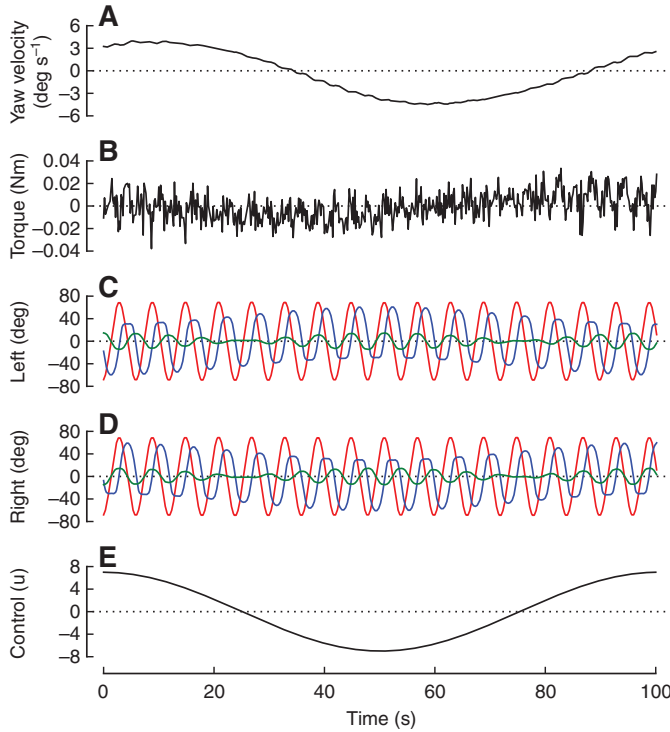 A
Yaw velocity
(deg s⁻¹)
6
3
0
−3
−6
B
Torque (Nm)
0.04
0.02
0
−0.02
−0.04
C
Left (deg)
80
40
0
−40
−80
D
Right (deg)
80
40
0
−40
−80
E
Control (u)
8
4
0
−4
−8
0 20 40 60 80 100
Time (s)